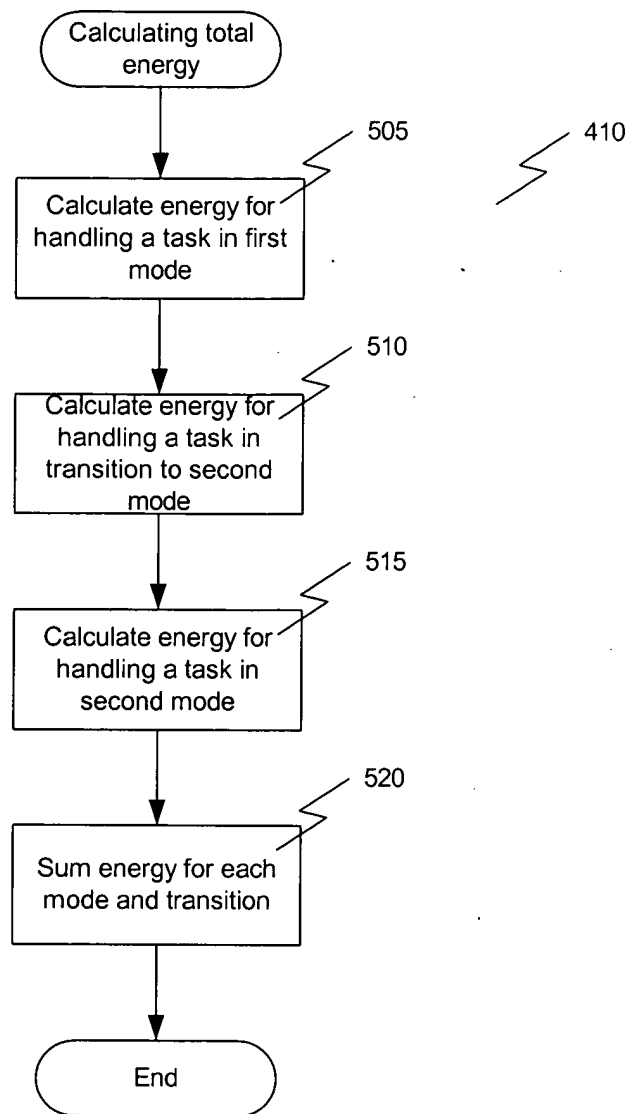 Calculating total
energy
505
410
Calculate energy for
handling a task in first
mode
510
Calculate energy for
handling a task in
transition to second
mode
515
Calculate energy for
handling a task in
second mode
520
Sum energy for each
mode and transition
End